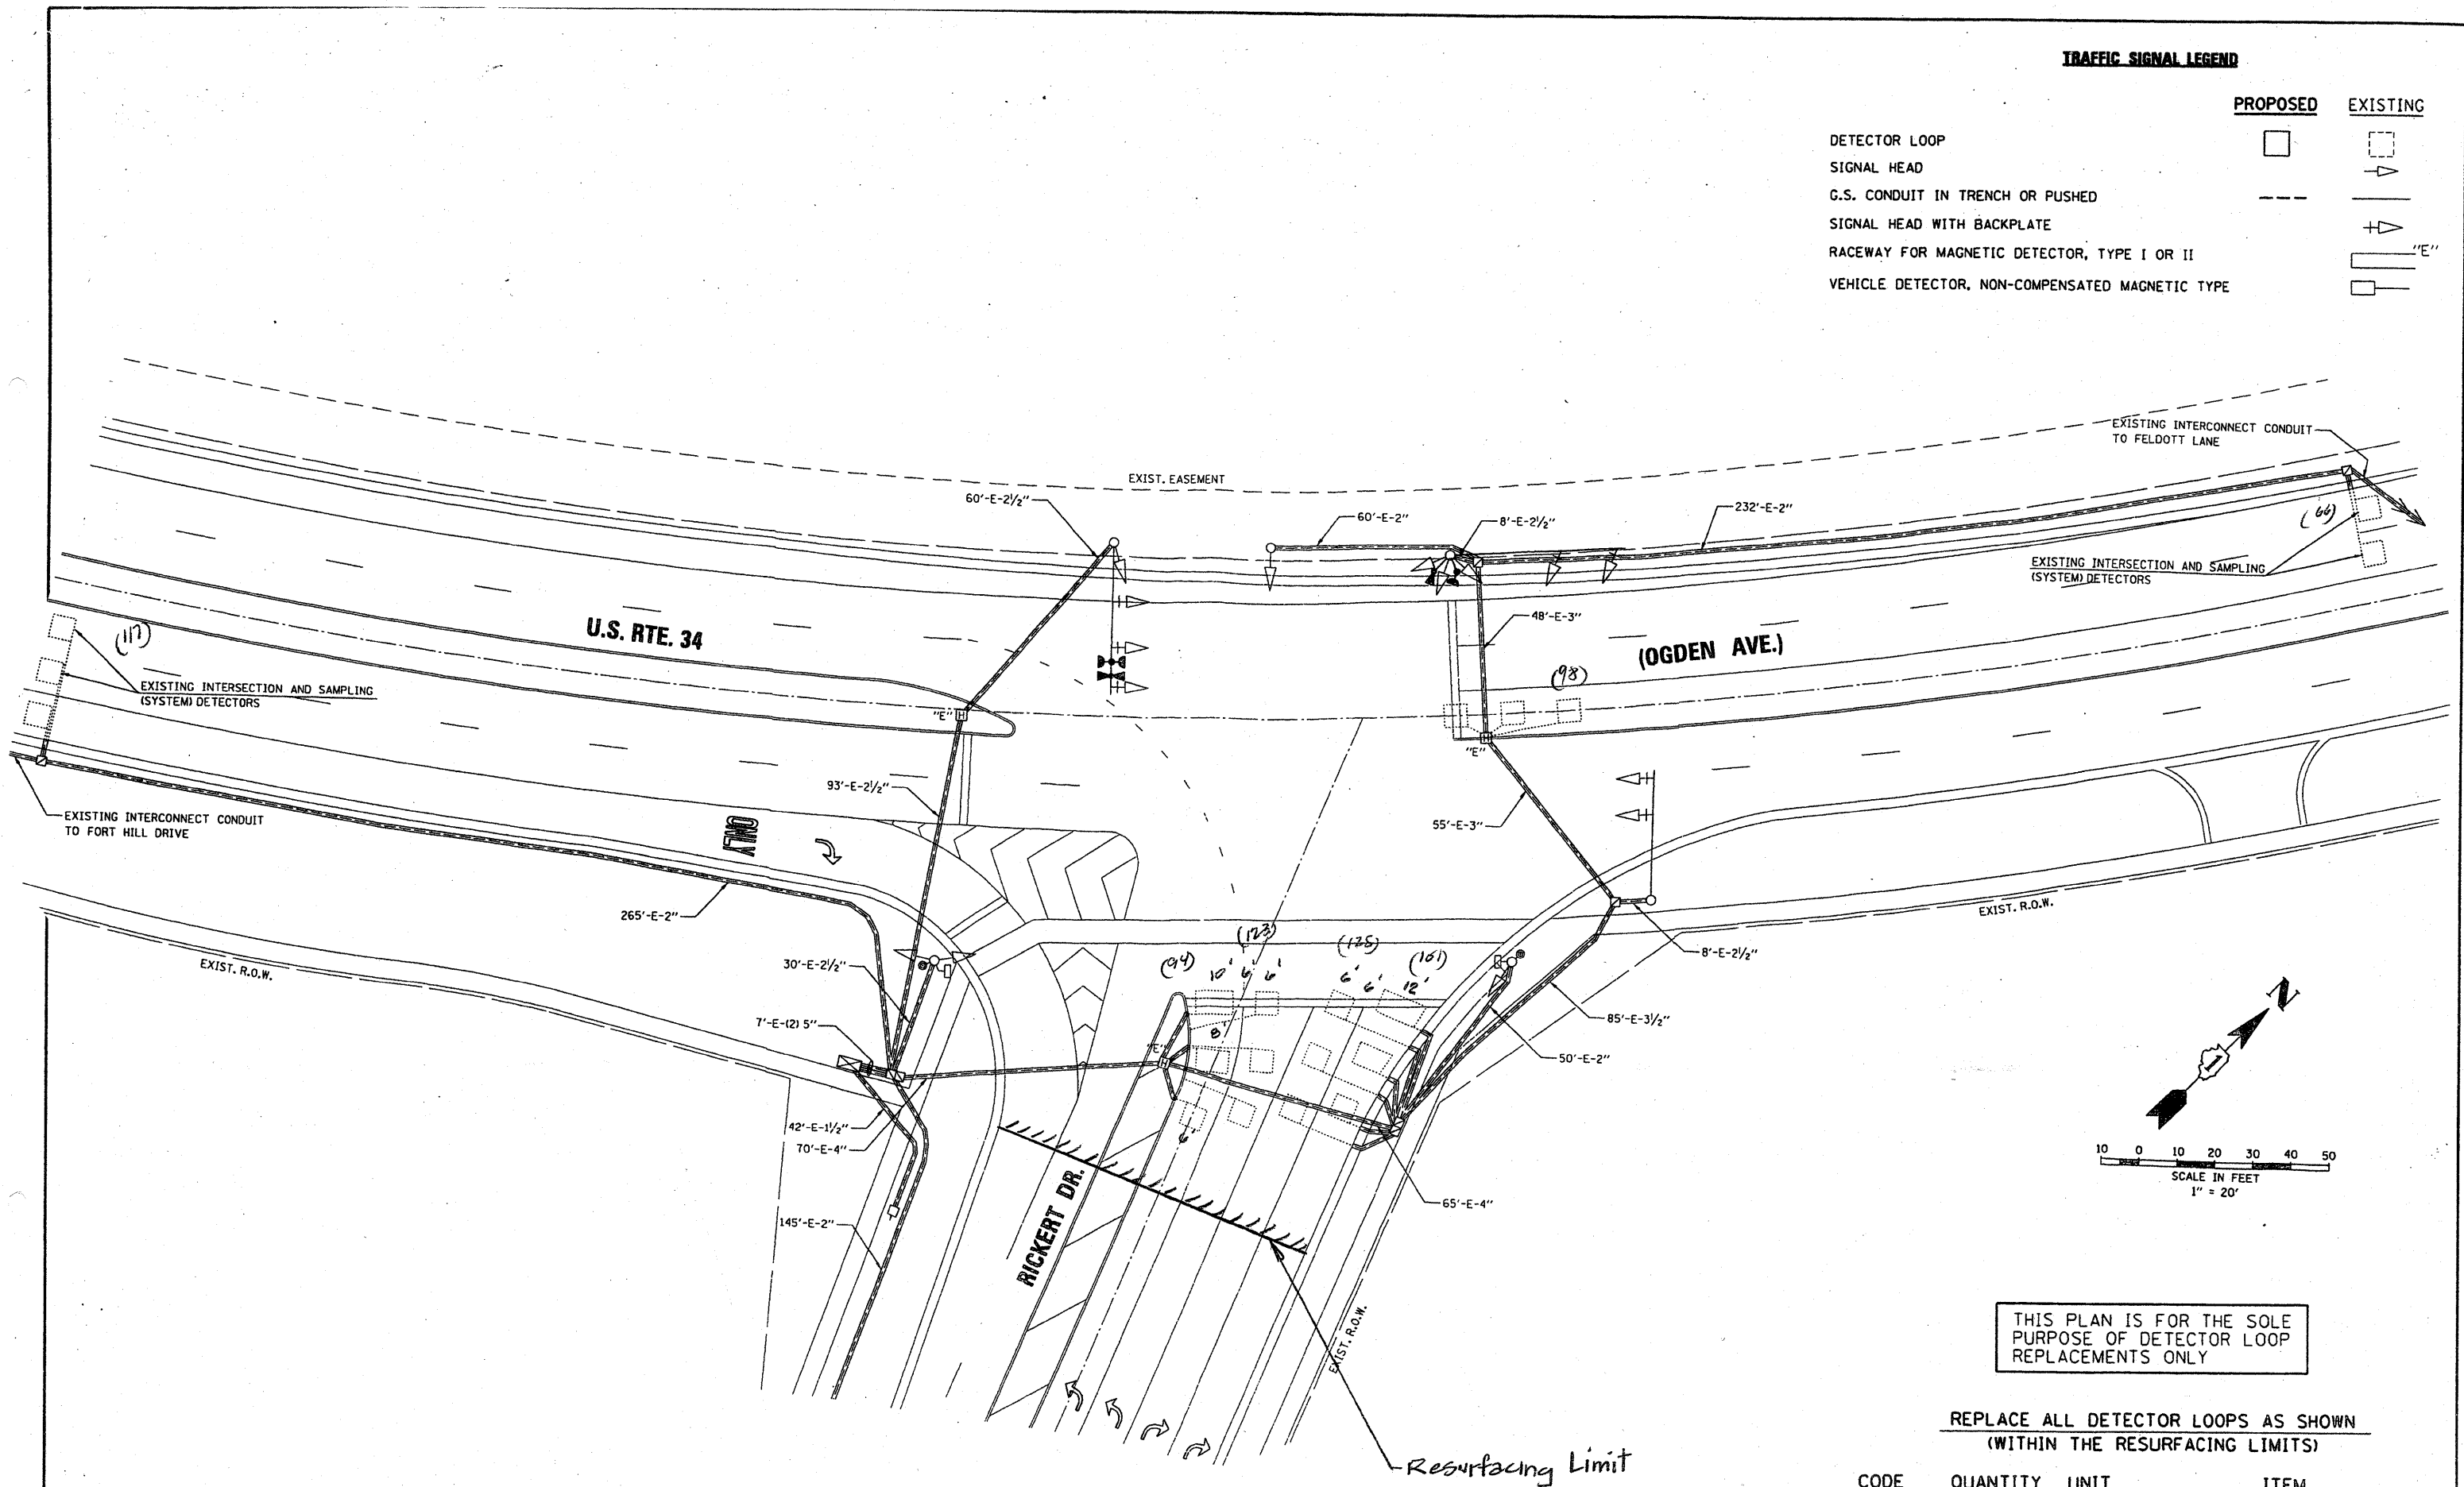 TRAFFIC SIGNAL LEGEND
PROPOSED EXISTING
DETECTOR LOOP
SIGNAL HEAD
G.S. CONDUIT IN TRENCH OR PUSHED
SIGNAL HEAD WITH BACKPLATE
RACEWAY FOR MAGNETIC DETECTOR, TYPE I OR II "E"
VEHICLE DETECTOR, NON-COMPENSATED MAGNETIC TYPE
EXISTING INTERCONNECT CONDUIT
TO FELDOTT LANE
EXIST. EASEMENT
60'-E-2½"
60'-E-2"
8'-E-2½"
232'-E-2"
(66)
EXISTING INTERSECTION AND SAMPLING
(SYSTEM) DETECTORS
48'-E-3"
U.S. RTE. 34
(OGDEN AVE.)
(117)
(98)
EXISTING INTERSECTION AND SAMPLING
(SYSTEM) DETECTORS
"E"
"E"
93'-E-2½"
EXISTING INTERCONNECT CONDUIT
TO FORT HILL DRIVE
ONLY
55'-E-3"
265'-E-2"
EXIST. R.O.W.
EXIST. R.O.W.
8'-E-2½"
30'-E-2½"
(94) (123) (125) (161)
10' 6' 6' 6' 6' 12'
8'
7'-E-(2) 5"
"E"
85'-E-3½"
50'-E-2"
42'-E-1½"
70'-E-4"
6'
65'-E-4"
145'-E-2"
RICKERT DR.
EXIST. R.O.W.
N
10 0 10 20 30 40 50
SCALE IN FEET
1" = 20'
THIS PLAN IS FOR THE SOLE
PURPOSE OF DETECTOR LOOP
REPLACEMENTS ONLY
REPLACE ALL DETECTOR LOOPS AS SHOWN
(WITHIN THE RESURFACING LIMITS)
Resurfacing Limit
CODE QUANTITY UNIT ITEM